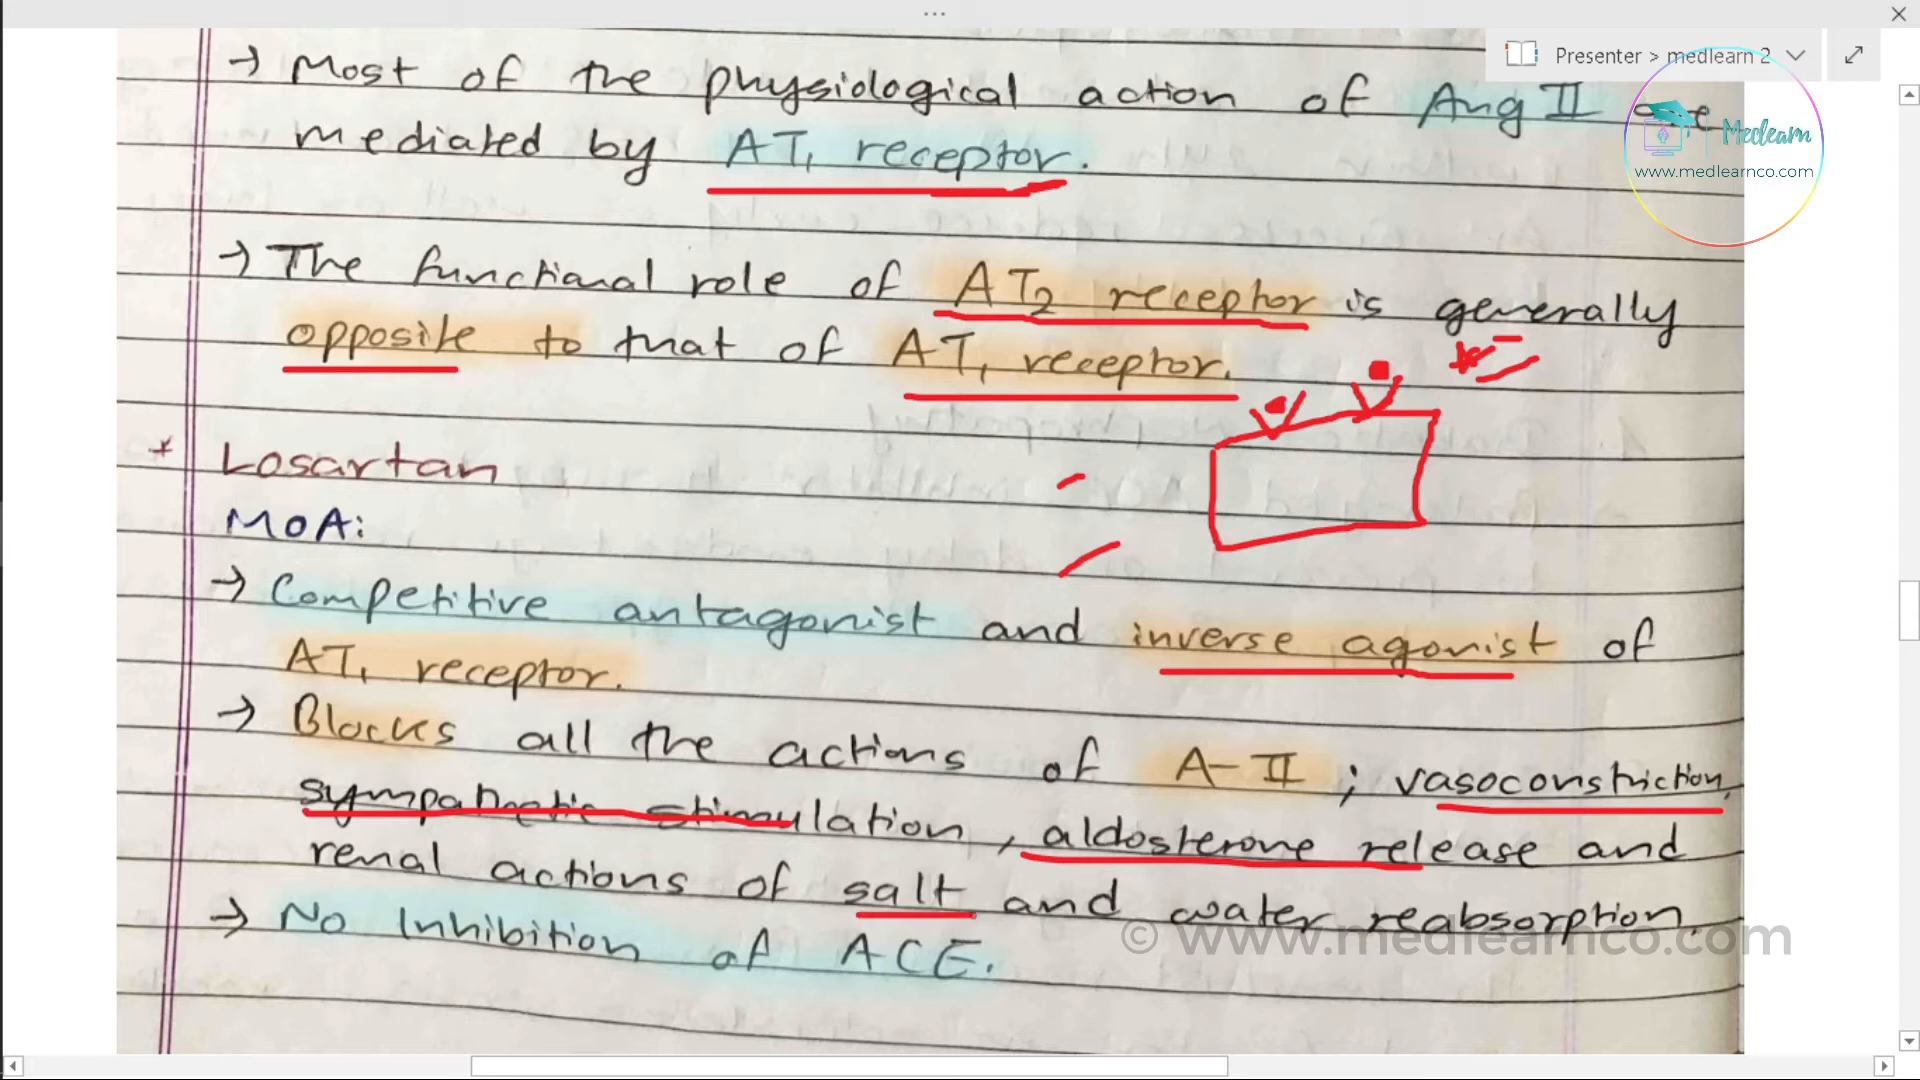 Presenter > medlearn 2
→ Most of the physiological action of Ang II are
mediated by AT₁ receptor.
Medlearn
www.medlearnco.com
→ The functional role of AT₂ receptor is generally
opposite to that of AT₁ receptor.
* Losartan
MOA:
→ Competitive antagonist and inverse agonist of
AT₁ receptor.
→ Blocks all the actions of A-II ; vasoconstriction,
sympathetic stimulation, aldosterone release and
renal actions of salt and water reabsorption.
→ No Inhibition of ACE.
© www.medlearnco.com